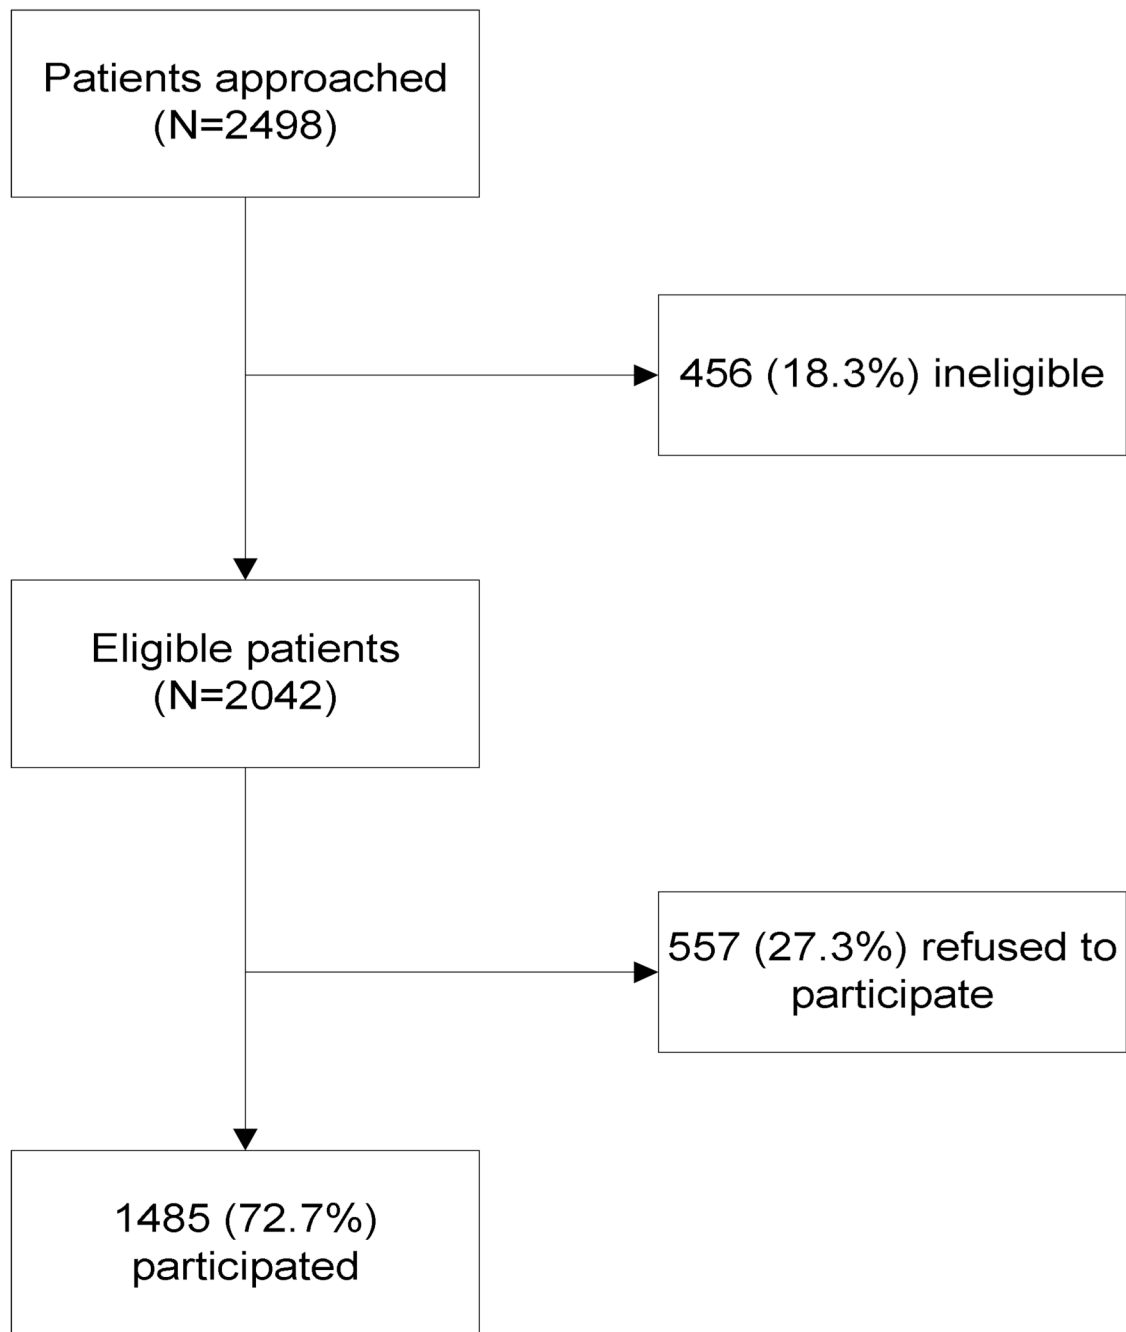 Patients approached
(N=2498)
456 (18.3%) ineligible
Eligible patients
(N=2042)
557 (27.3%) refused to
participate
1485 (72.7%)
participated